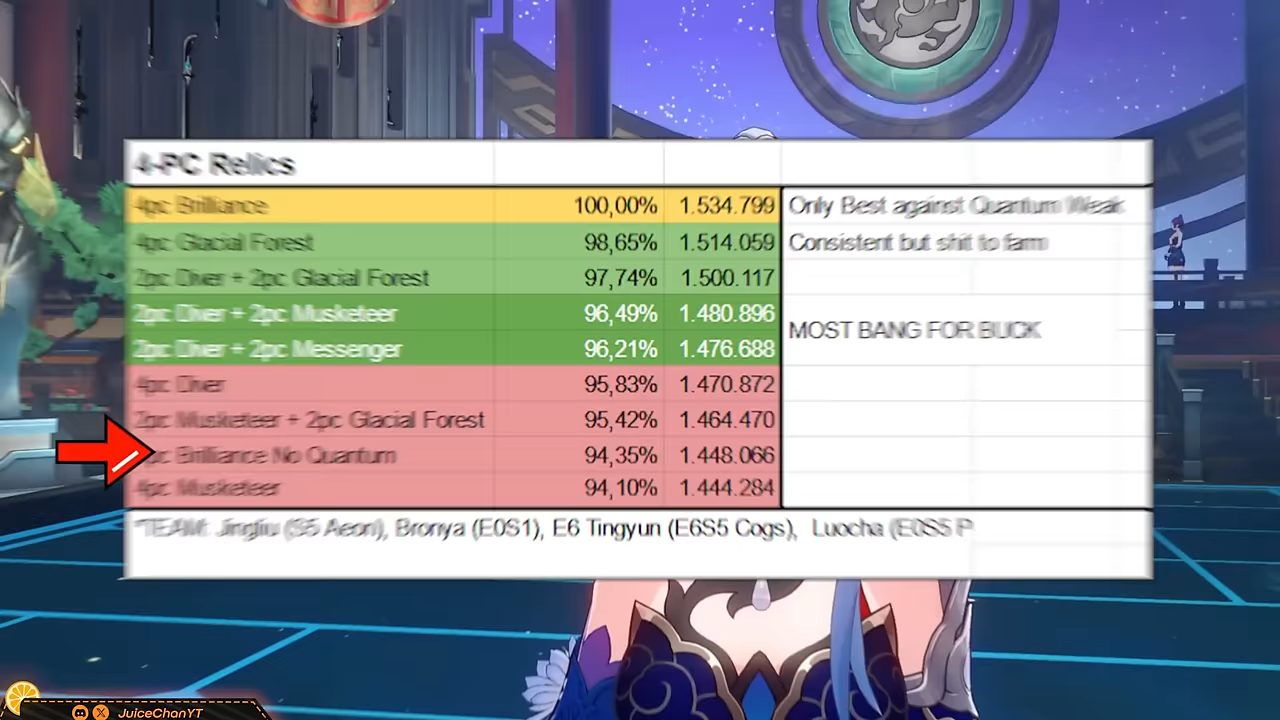 4-PC Relics
4pc Brilliance 100,00% 1.534.799 Only Best against Quantum Weak
4pc Glacial Forest 98,65% 1.514.059 Consistent but shit to farm
2pc Diver + 2pc Glacial Forest 97,74% 1.500.117
2pc Diver + 2pc Musketeer 96,49% 1.480.896
MOST BANG FOR BUCK
2pc Diver + 2pc Messenger 96,21% 1.476.688
4pc Diver 95,83% 1.470.872
2pc Musketeer + 2pc Glacial Forest 95,42% 1.464.470
pc Brilliance No Quantum 94,35% 1.448.066
4pc Musketeer 94,10% 1.444.284
*TEAM: Jingliu (S5 Aeon), Bronya (E0S1), E6 Tingyun (E6S5 Cogs), Luocha (E0S5 P
JuiceChanYT